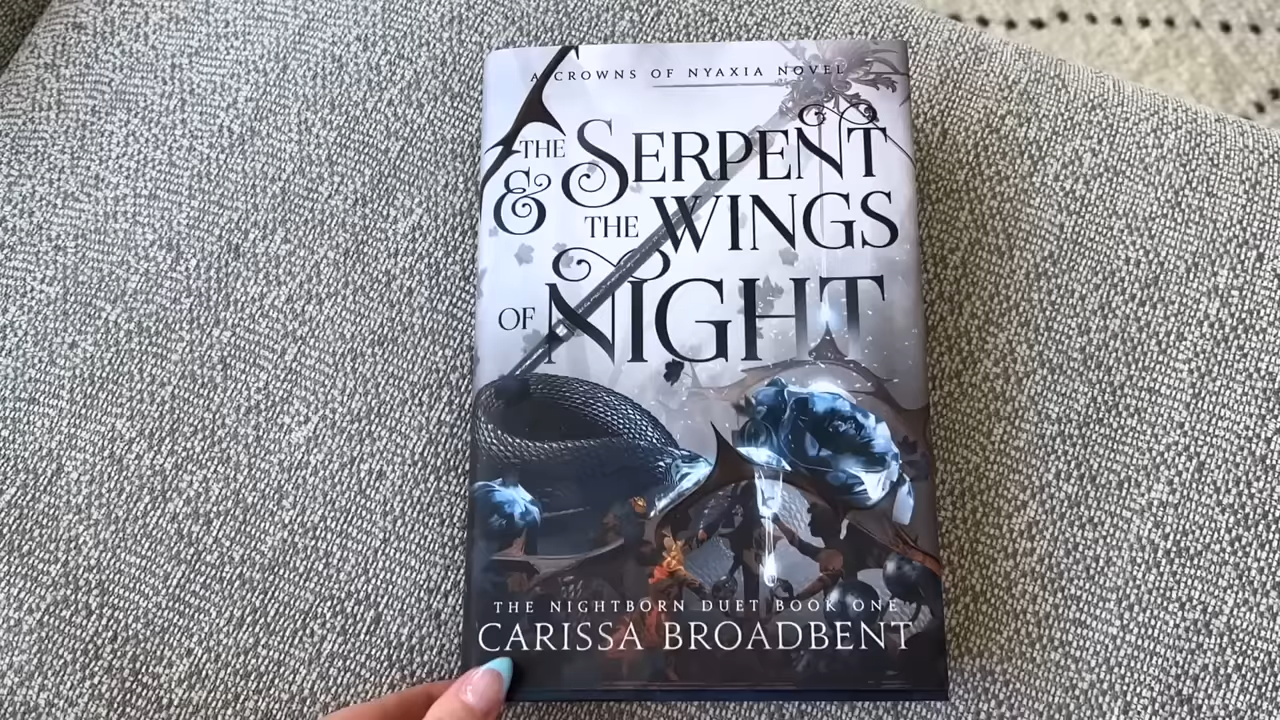 A CROWNS OF NYAXIA NOVEL
THE SERPENT
& THE WINGS
OF NIGHT
THE NIGHTBORN DUET BOOK ONE
CARISSA BROADBENT